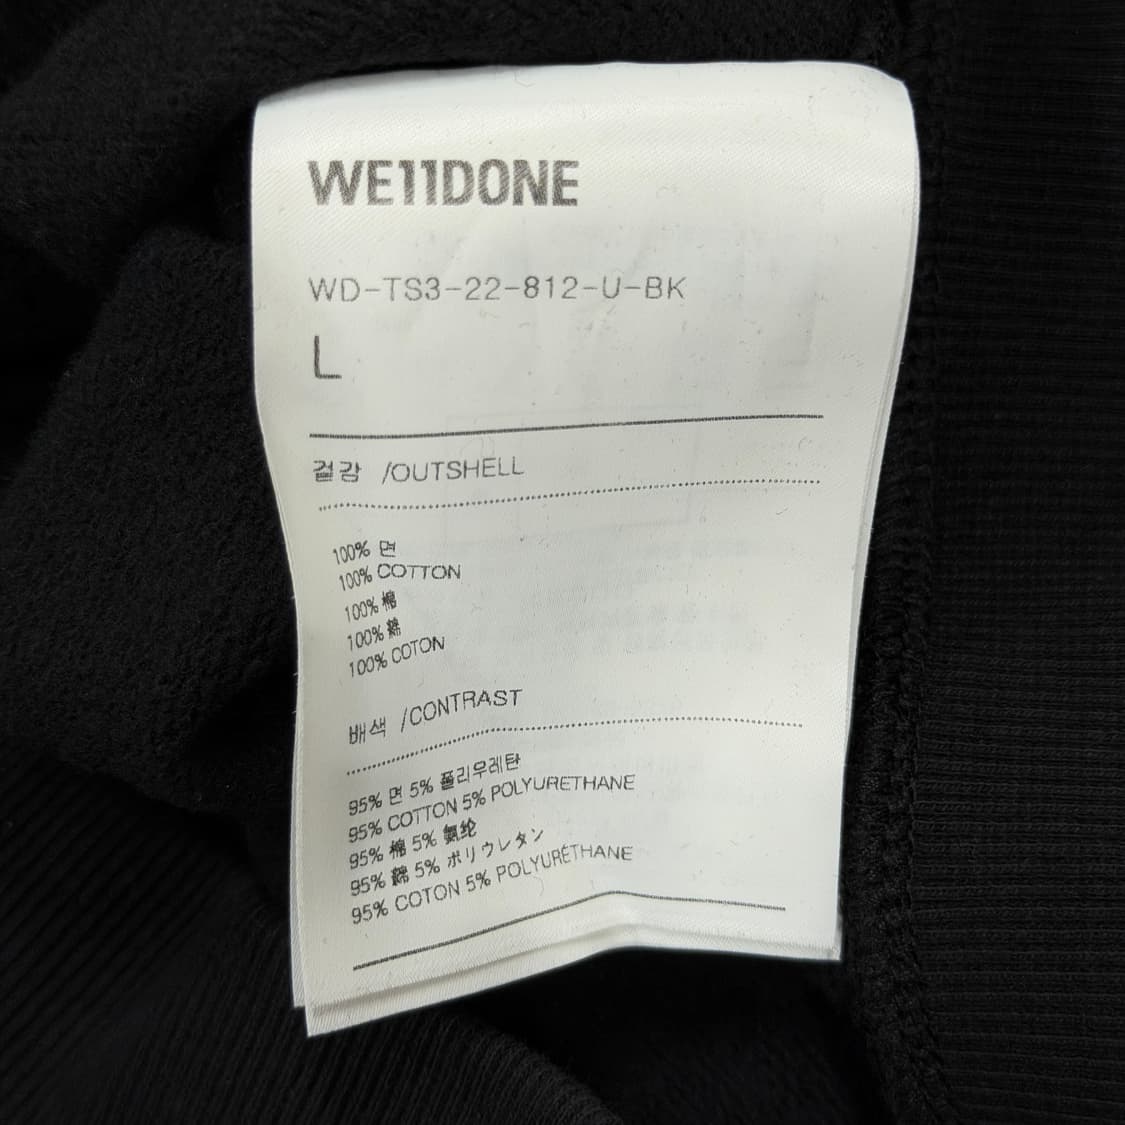 WE11DONE
WD-TS3-22-812-U-BK
L
겉감 /OUTSHELL
100% 면
100% COTTON
100% 棉
100% 綿
100% COTON
배색 /CONTRAST
95% 면 5% 폴리우레탄
95% COTTON 5% POLYURETHANE
95% 棉 5% 氨纶
95% 綿 5% ポリウレタン
95% COTON 5% POLYURÉTHANE